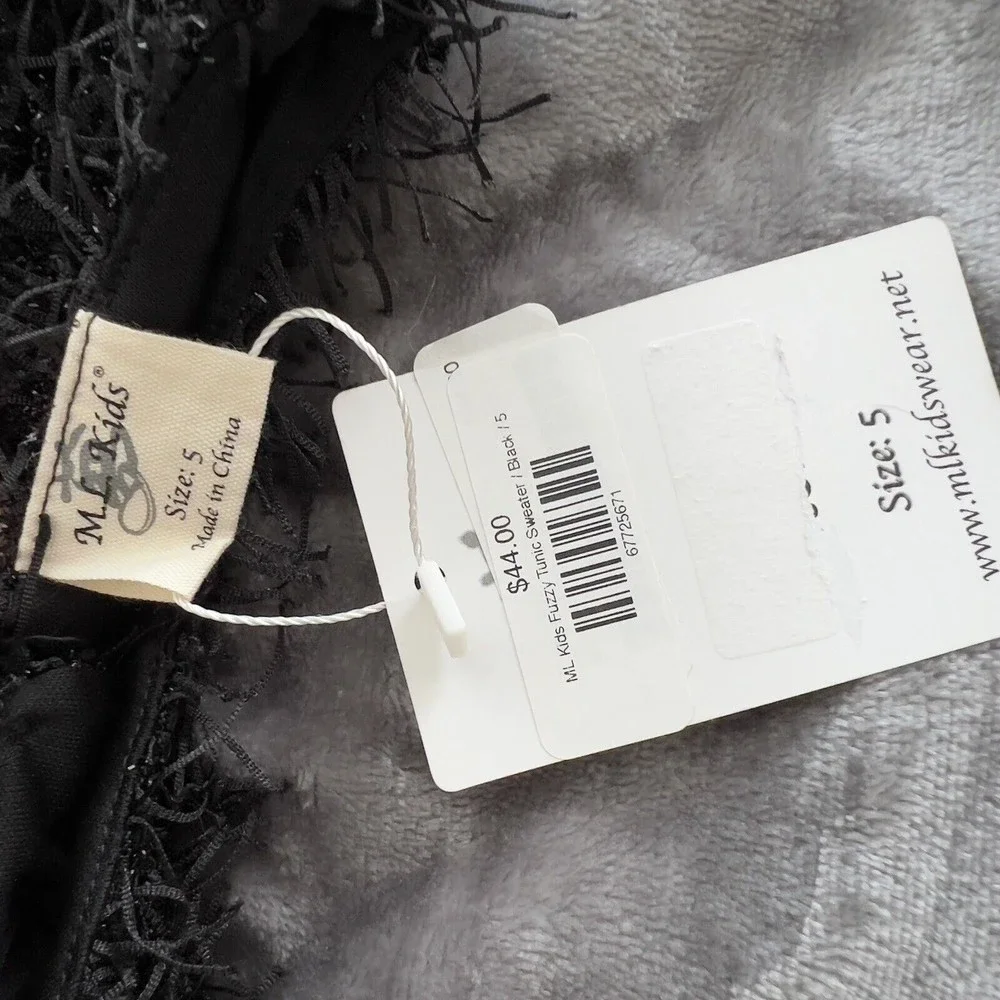 M.L. Kids®
Size: 5
Made in China
$44.00
ML Kids Fuzzy Tunic Sweater / Black / 5
67725671
Size: 5
www.mlkidswear.net